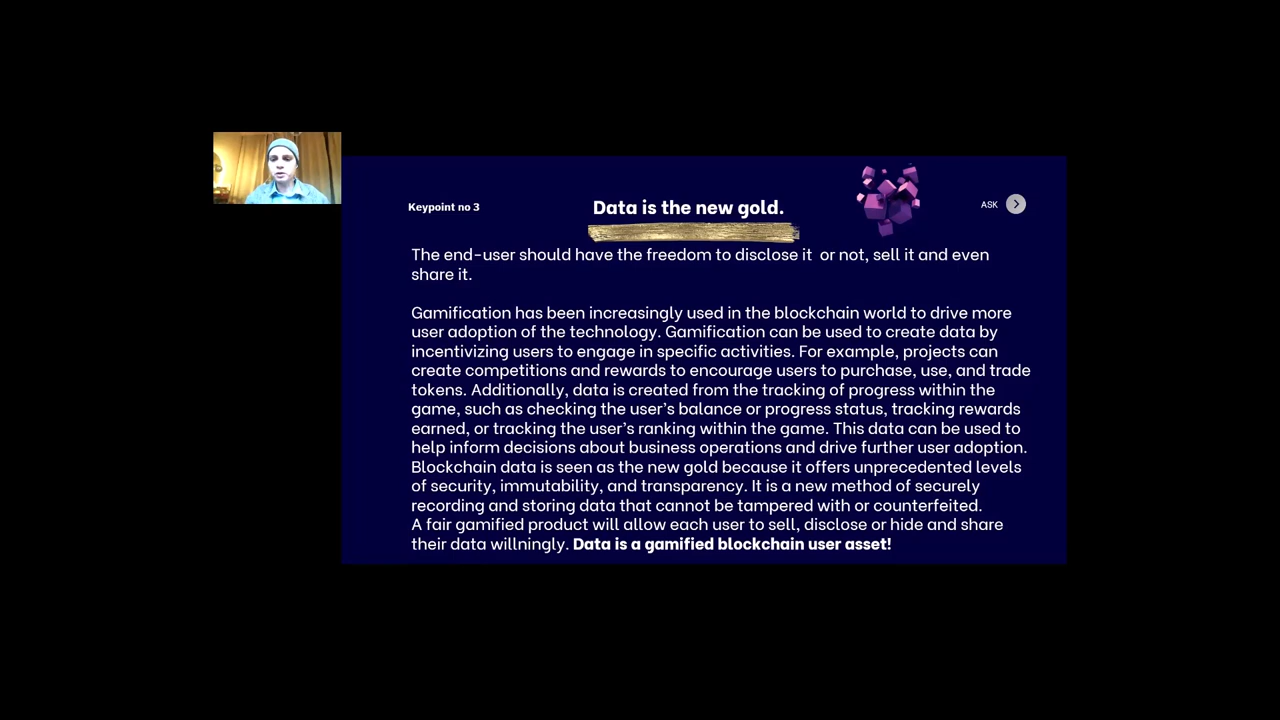 Keypoint no 3
Data is the new gold.
ASK
The end-user should have the freedom to disclose it or not, sell it and even
share it.
Gamification has been increasingly used in the blockchain world to drive more
user adoption of the technology. Gamification can be used to create data by
incentivizing users to engage in specific activities. For example, projects can
create competitions and rewards to encourage users to purchase, use, and trade
tokens. Additionally, data is created from the tracking of progress within the
game, such as checking the user’s balance or progress status, tracking rewards
earned, or tracking the user’s ranking within the game. This data can be used to
help inform decisions about business operations and drive further user adoption.
Blockchain data is seen as the new gold because it offers unprecedented levels
of security, immutability, and transparency. It is a new method of securely
recording and storing data that cannot be tampered with or counterfeited.
A fair gamified product will allow each user to sell, disclose or hide and share
their data willningly. Data is a gamified blockchain user asset!